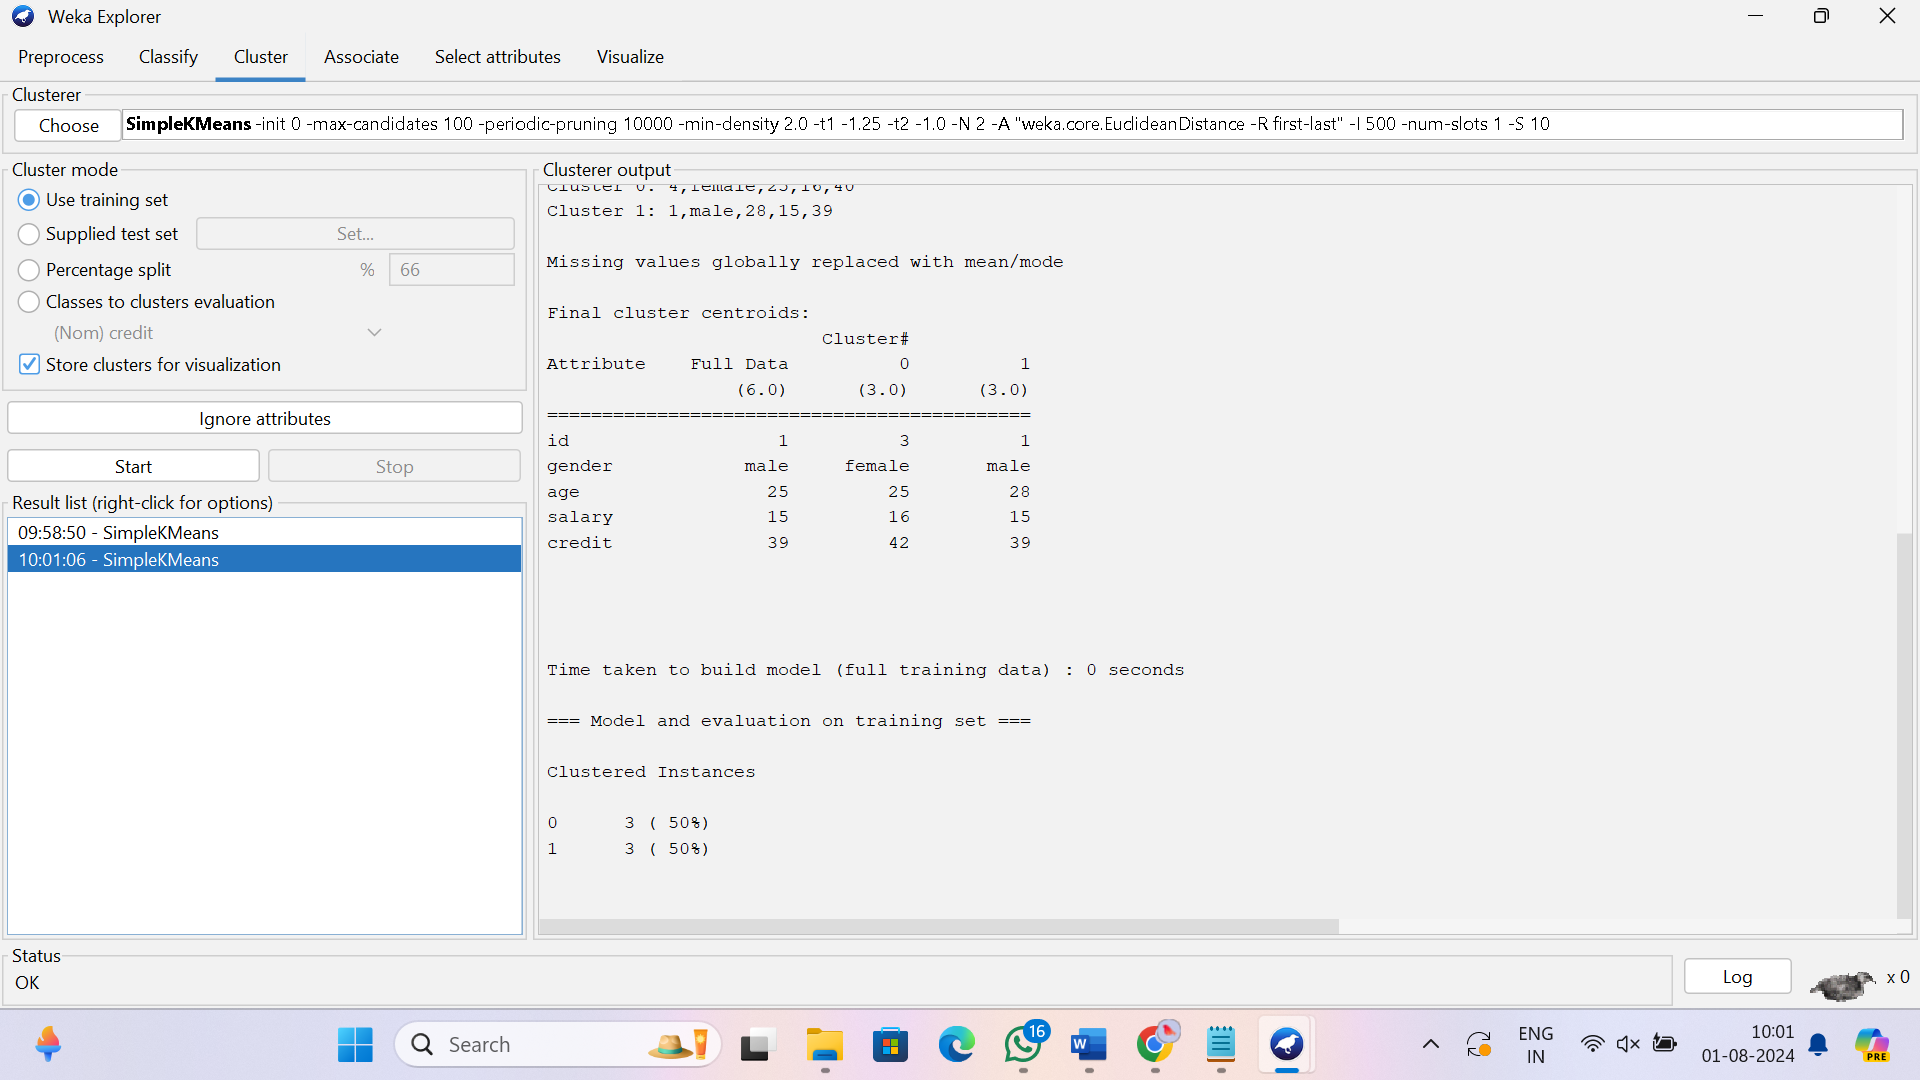 Weka Explorer
Preprocess Classify Cluster Associate Select attributes Visualize
Clusterer
Choose SimpleKMeans -init 0 -max-candidates 100 -periodic-pruning 10000 -min-density 2.0 -t1 -1.25 -t2 -1.0 -N 2 -A "weka.core.EuclideanDistance -R first-last" -I 500 -num-slots 1 -S 10
Cluster mode
Use training set
Supplied test set Set...
Percentage split % 66
Classes to clusters evaluation
(Nom) credit
Store clusters for visualization
Ignore attributes
Start Stop
Result list (right-click for options)
09:58:50 - SimpleKMeans
10:01:06 - SimpleKMeans
Clusterer output
Cluster 0: 4,female,25,16,40
Cluster 1: 1,male,28,15,39
Missing values globally replaced with mean/mode
Final cluster centroids:
Cluster#
Attribute Full Data 0 1
(6.0) (3.0) (3.0)
============================================
id 1 3 1
gender male female male
age 25 25 28
salary 15 16 15
credit 39 42 39
Time taken to build model (full training data) : 0 seconds
=== Model and evaluation on training set ===
Clustered Instances
0 3 ( 50%)
1 3 ( 50%)
Status
OK
Log x 0
Search
16
W
ENG
IN
10:01
01-08-2024
PRE